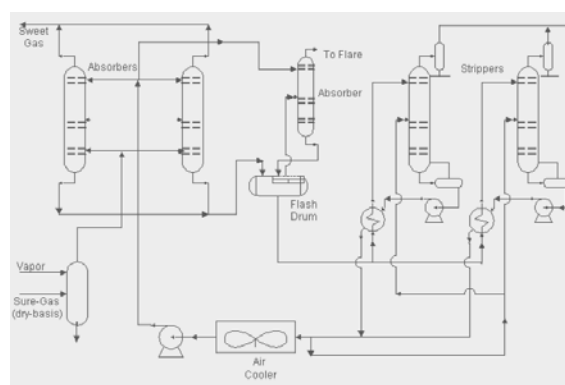 Sweet
Gas
Absorbers
To Flare
Absorber
Strippers
Flash
Drum
Vapor
Sure-Gas
(dry-basis)
Air
Cooler